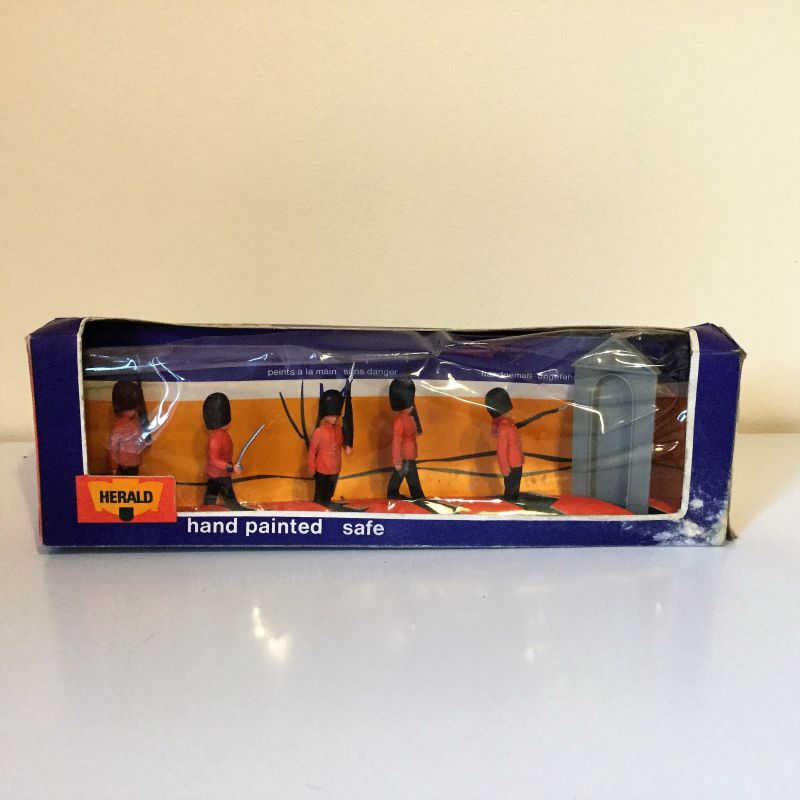 peints a la main sans danger
HERALD
hand painted safe